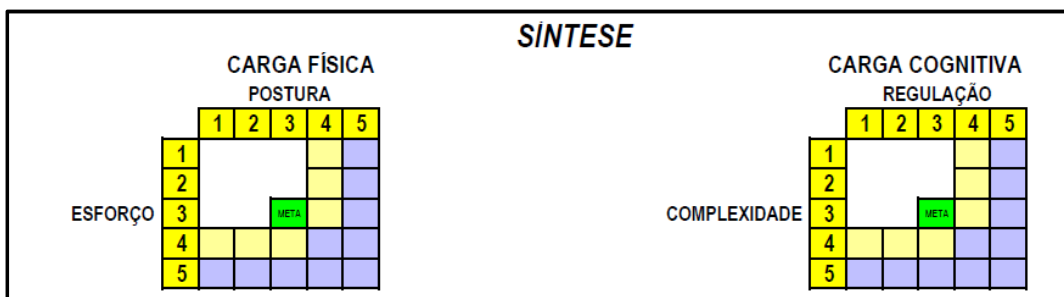 SÍNTESE
CARGA FÍSICA
POSTURA
1 2 3 4 5
1
2
ESFORÇO 3 META
4
5
CARGA COGNITIVA
REGULAÇÃO
1 2 3 4 5
1
2
COMPLEXIDADE 3 META
4
5